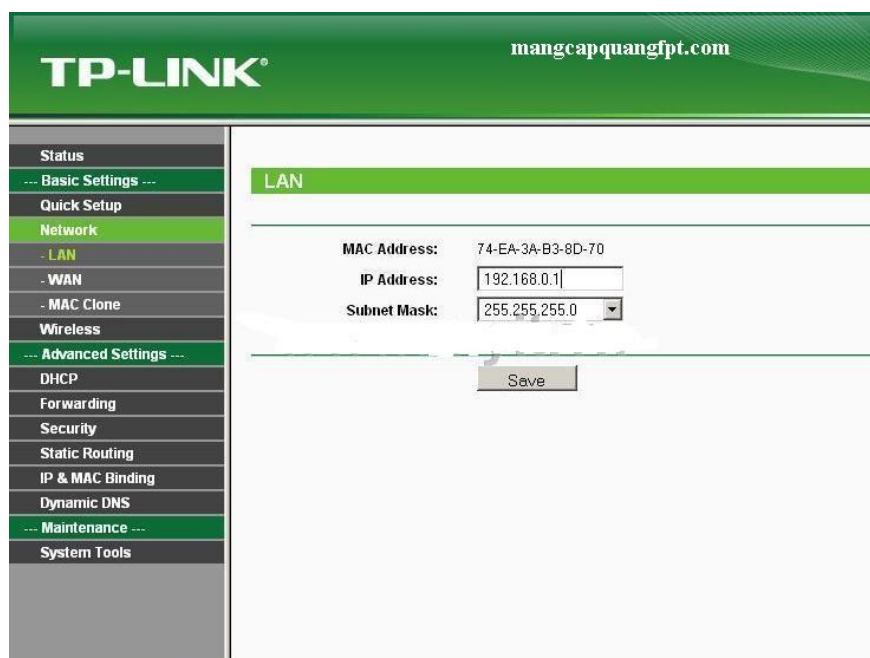 TP-LINK®
mangcapquangfpt.com
Status
--- Basic Settings ---
Quick Setup
Network
- LAN
- WAN
- MAC Clone
Wireless
--- Advanced Settings ---
DHCP
Forwarding
Security
Static Routing
IP & MAC Binding
Dynamic DNS
--- Maintenance ---
System Tools
LAN
MAC Address: 74-EA-3A-B3-8D-70
IP Address: 192.168.0.1
Subnet Mask: 255.255.255.0
Save